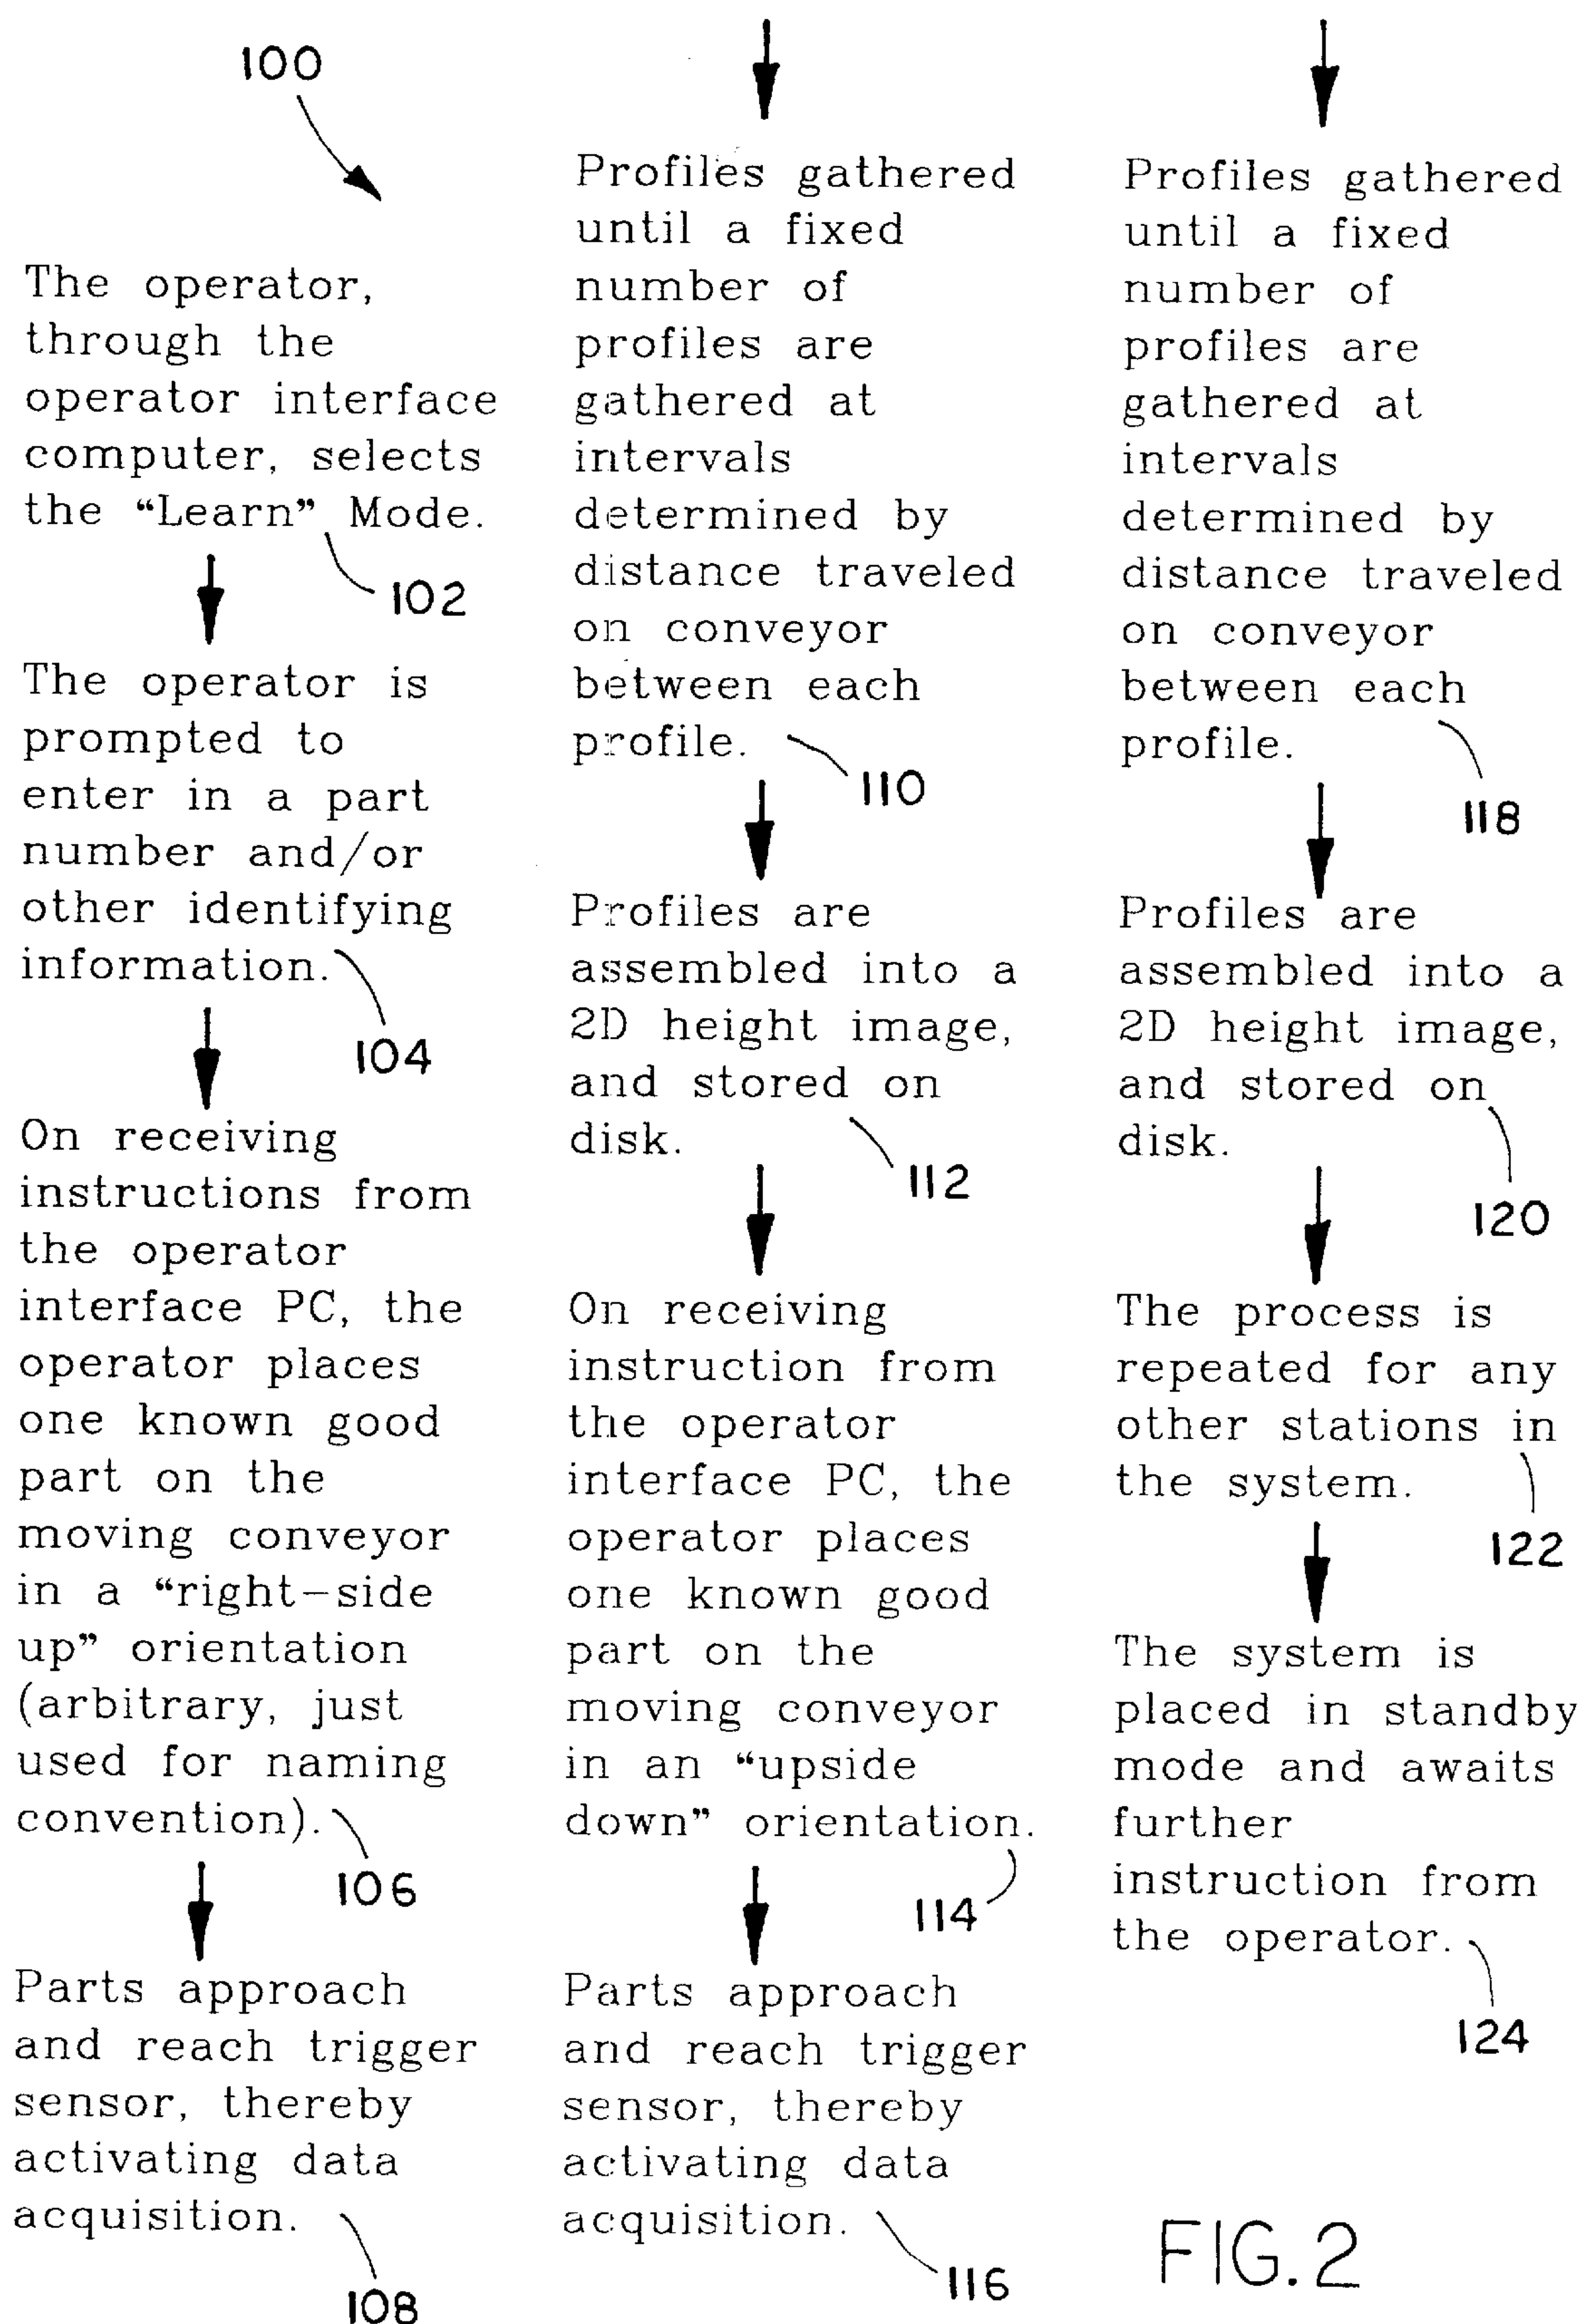 100
The operator,
through the
operator interface
computer, selects
the “Learn” Mode.
102
The operator is
prompted to
enter in a part
number and/or
other identifying
information.
104
On receiving
instructions from
the operator
interface PC, the
operator places
one known good
part on the
moving conveyor
in a “right-side
up” orientation
(arbitrary, just
used for naming
convention).
106
Parts approach
and reach trigger
sensor, thereby
activating data
acquisition.
108
Profiles gathered
until a fixed
number of
profiles are
gathered at
intervals
determined by
distance traveled
on conveyor
between each
profile.
110
Profiles are
assembled into a
2D height image,
and stored on
disk.
112
On receiving
instruction from
the operator
interface PC, the
operator places
one known good
part on the
moving conveyor
in an “upside
down” orientation.
114
Parts approach
and reach trigger
sensor, thereby
activating data
acquisition.
116
Profiles gathered
until a fixed
number of
profiles are
gathered at
intervals
determined by
distance traveled
on conveyor
between each
profile.
118
Profiles are
assembled into a
2D height image,
and stored on
disk.
120
The process is
repeated for any
other stations in
the system.
122
The system is
placed in standby
mode and awaits
further
instruction from
the operator.
124
FIG. 2